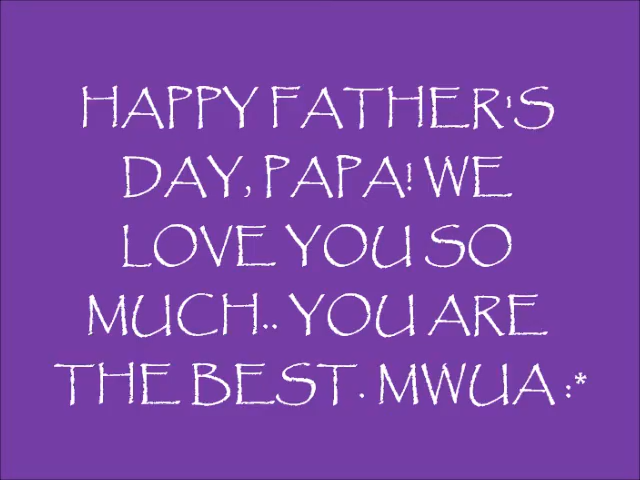 HAPPY FATHER'S
DAY, PAPA! WE
LOVE YOU SO
MUCH.. YOU ARE
THE BEST. MWUA :*